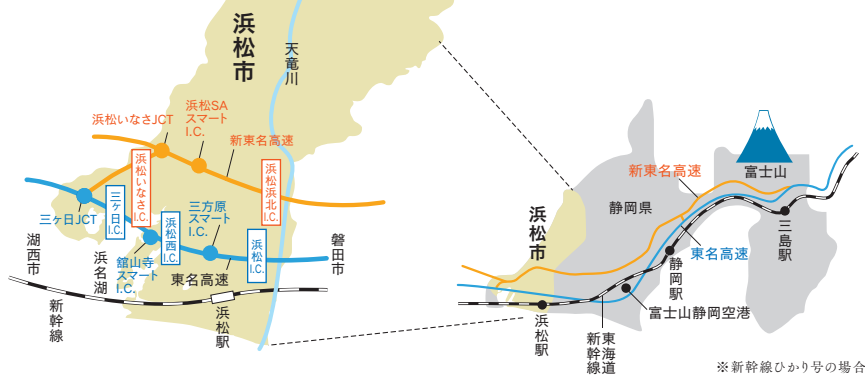 浜松市
天竜川
浜松いなさJCT
浜松SA
スマート
I.C.
新東名高速
浜松いなさI.C.
浜松浜北I.C.
三ヶ日JCT
三ヶ日I.C.
浜松西I.C.
三方原
スマート
I.C.
浜松I.C.
舘山寺
スマート
I.C.
東名高速
湖西市
浜名湖
磐田市
新幹線
浜松駅
富士山
新東名高速
静岡県
浜松市
東名高速
三島駅
静岡駅
富士山静岡空港
浜松駅
東海道
新幹線
※新幹線ひかり号の場合